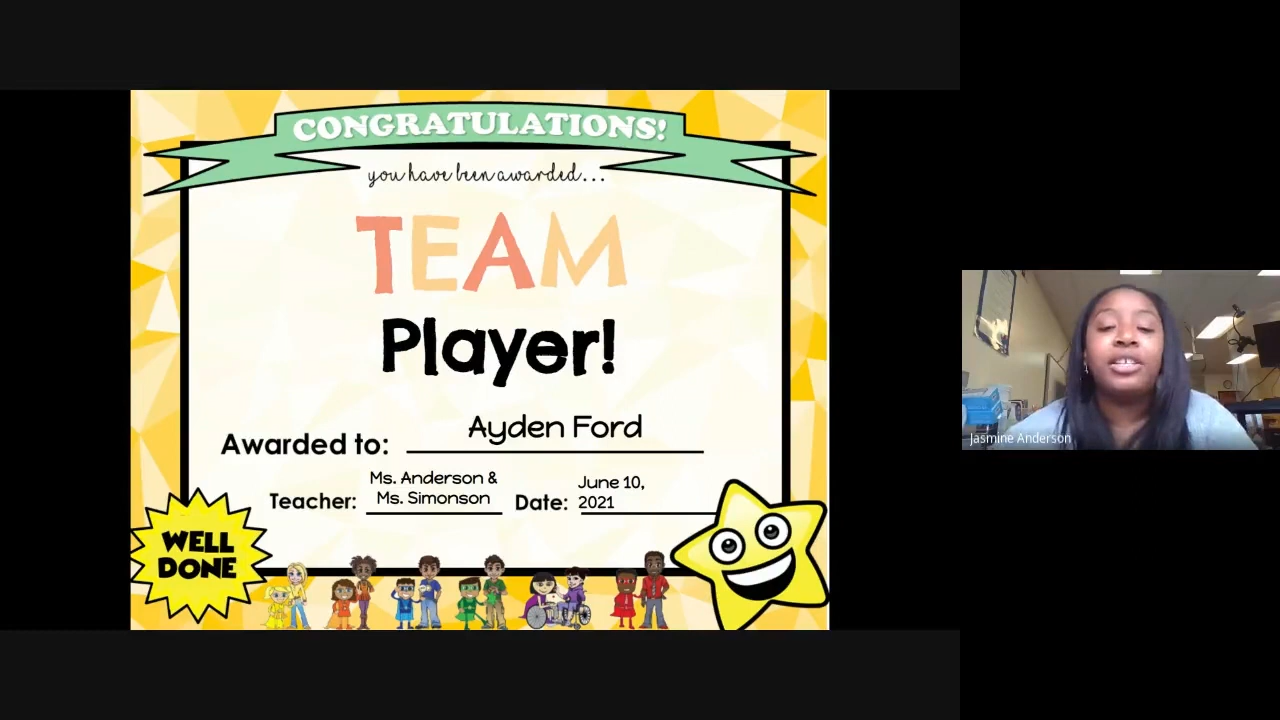 CONGRATULATIONS!
you have been awarded...
TEAM
Player!
Awarded to: Ayden Ford
Teacher: Ms. Anderson & Ms. Simonson Date: June 10, 2021
WELL
DONE
Jasmine Anderson